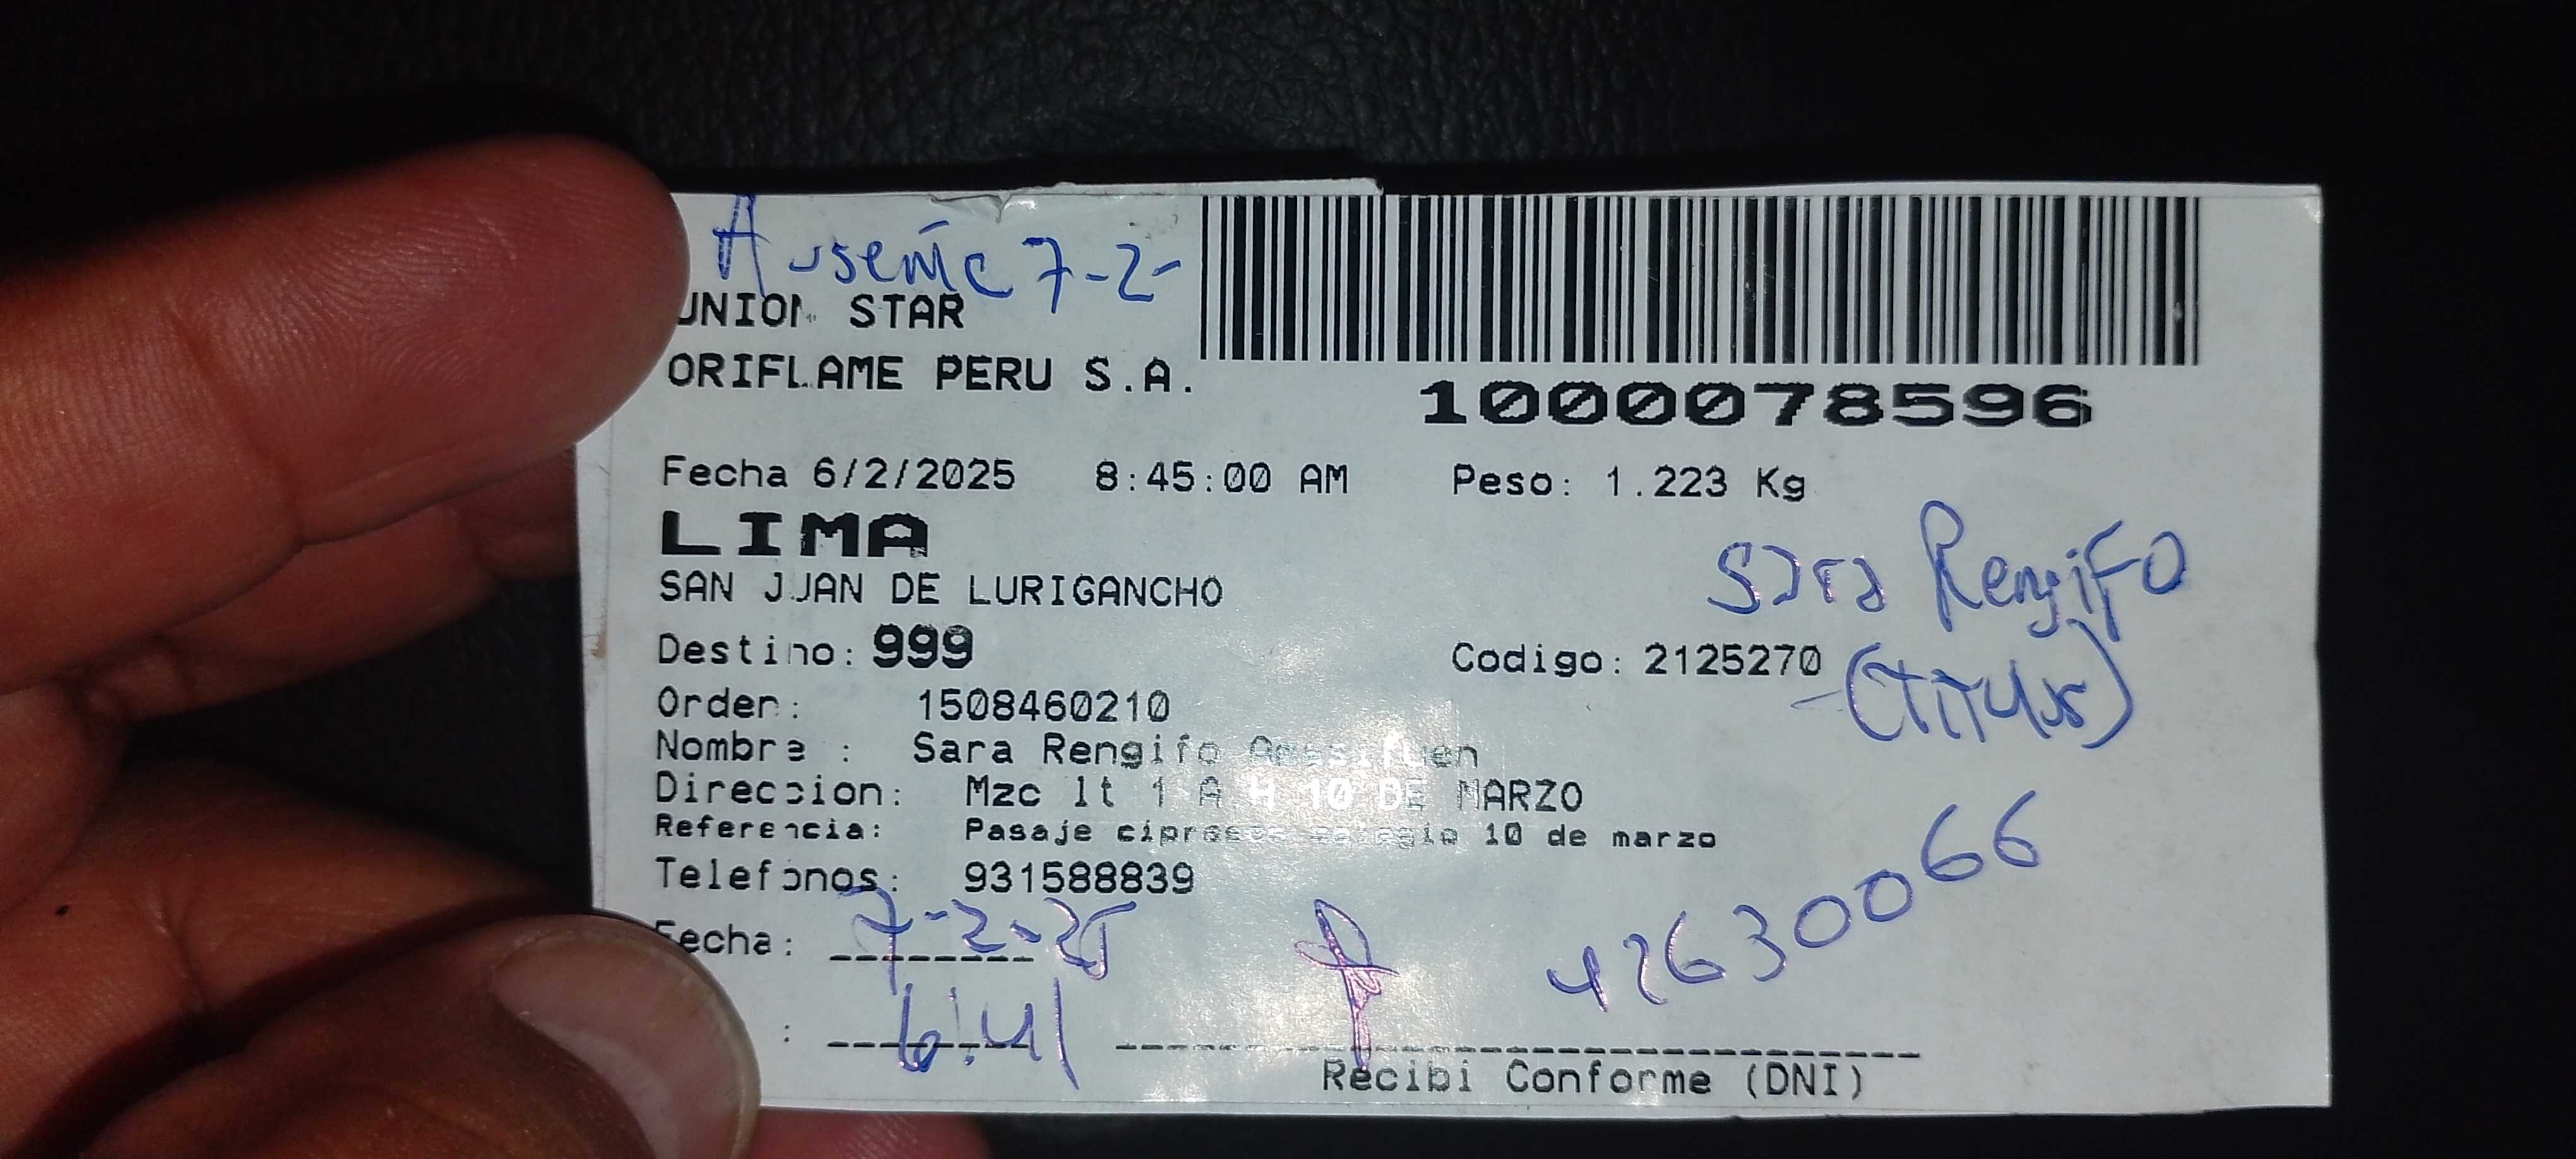 Ausente 7-2-
UNION STAR
ORIFLAME PERU S.A.
1000078596
Fecha 6/2/2025 8:45:00 AM Peso: 1.223 Kg
LIMA
SAN JUAN DE LURIGANCHO
Sara Rengifo
Destino: 999 Codigo: 2125270
(titular)
Orden: 1508460210
Nombre : Sara Rengifo
Direccion: Mzc lt 1 A H 10 DE MARZO
Referencia: Pasaje 10 de marzo
Telefonos: 931588839
42630066
Fecha: 7-2-25
: 6:41
Recibi Conforme (DNI)